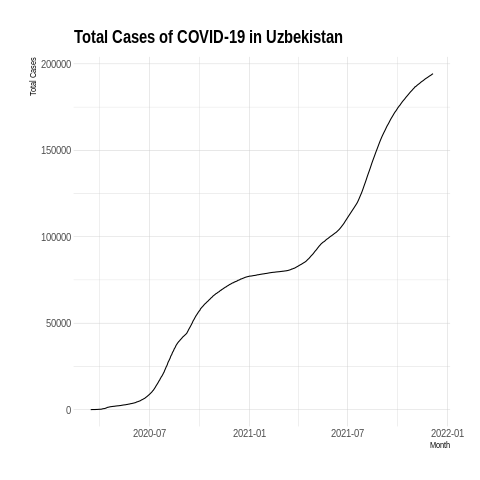 Total Cases of COVID-19 in Uzbekistan
Total Cases
200000
150000
100000
50000
0
2020-07 2021-01 2021-07 2022-01
Month